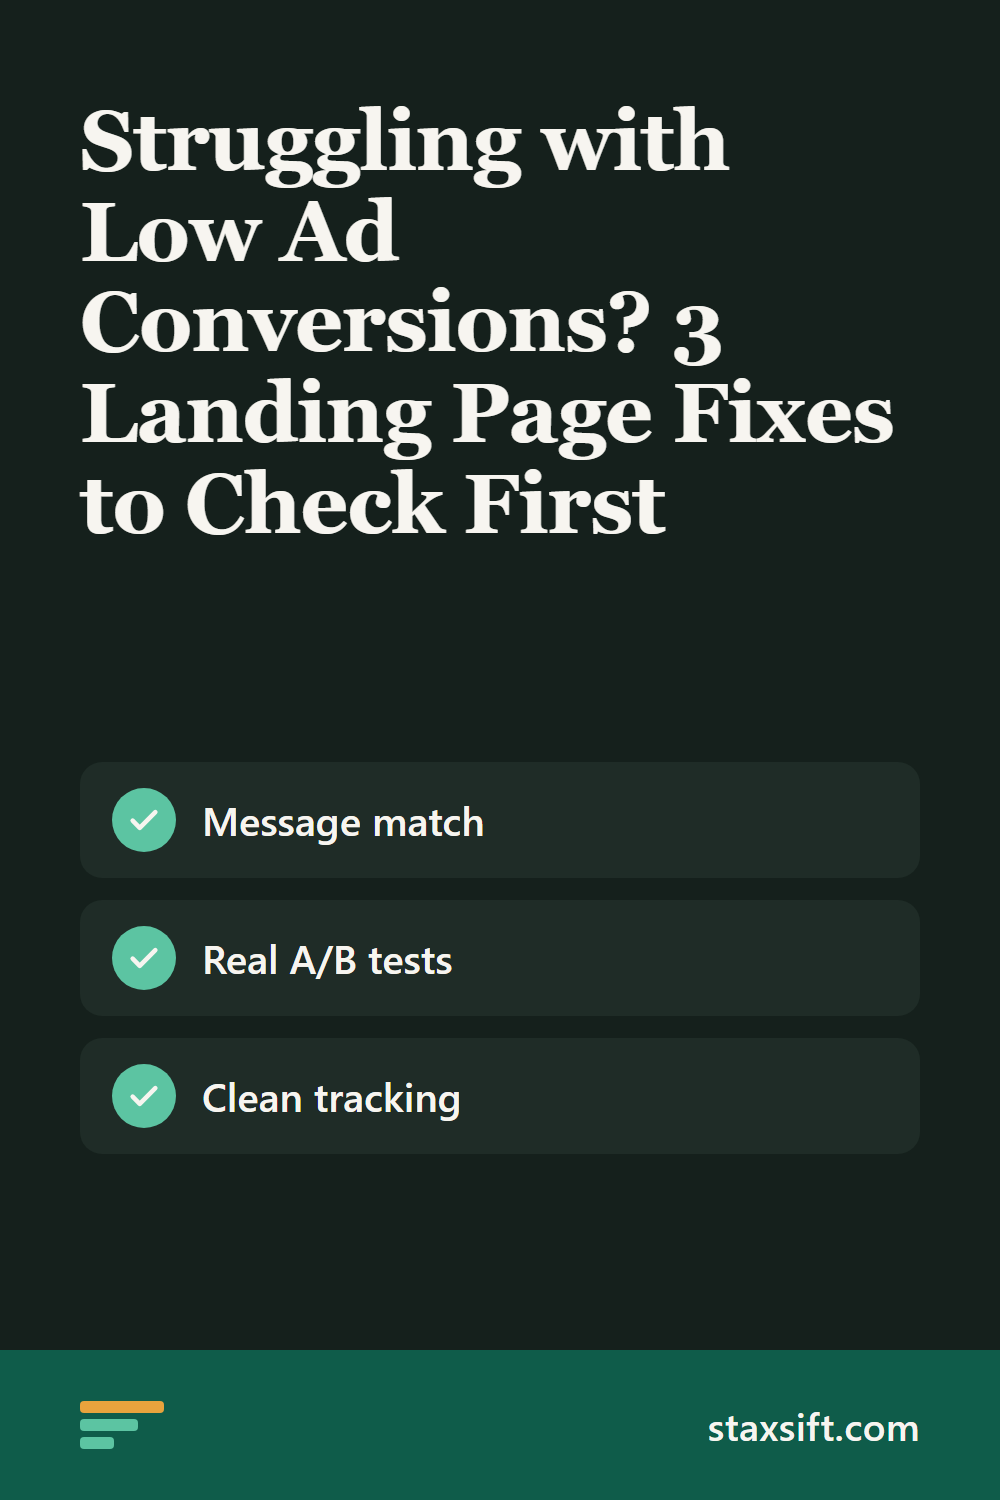 Struggling with
Low Ad
Conversions? 3
Landing Page Fixes
to Check First
Message match
Real A/B tests
Clean tracking
staxsift.com